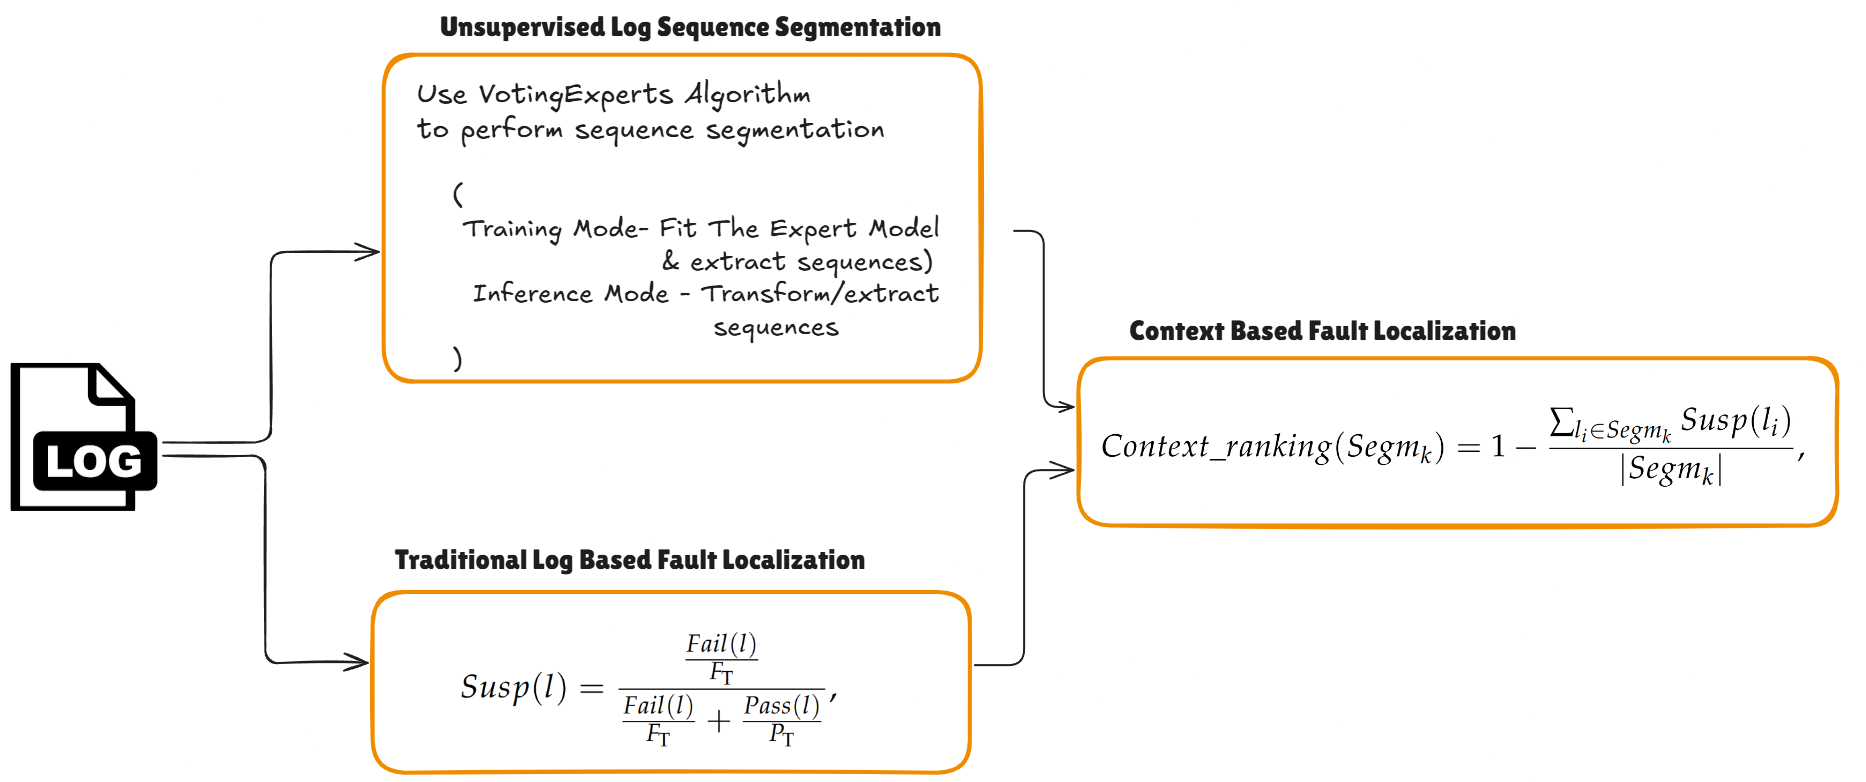 Unsupervised Log Sequence Segmentation
Use VotingExperts Algorithm
to perform sequence segmentation
(
Training Mode- Fit The Expert Model
& extract sequences)
Inference Mode - Transform/extract
sequences
)
LOG
Traditional Log Based Fault Localization
Susp(l) = \frac{\frac{Fail(l)}{F_T}}{\frac{Fail(l)}{F_T} + \frac{Pass(l)}{P_T}},
Context Based Fault Localization
Context_ranking(Segm_k) = 1 - \frac{\sum_{l_i \in Segm_k} Susp(l_i)}{|Segm_k|},